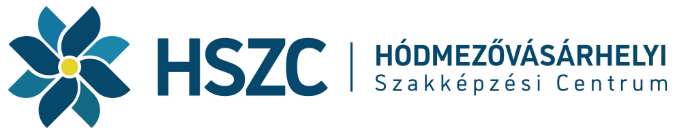 HSZC
HÓDMEZŐVÁSÁRHELYI
Szakképzési Centrum